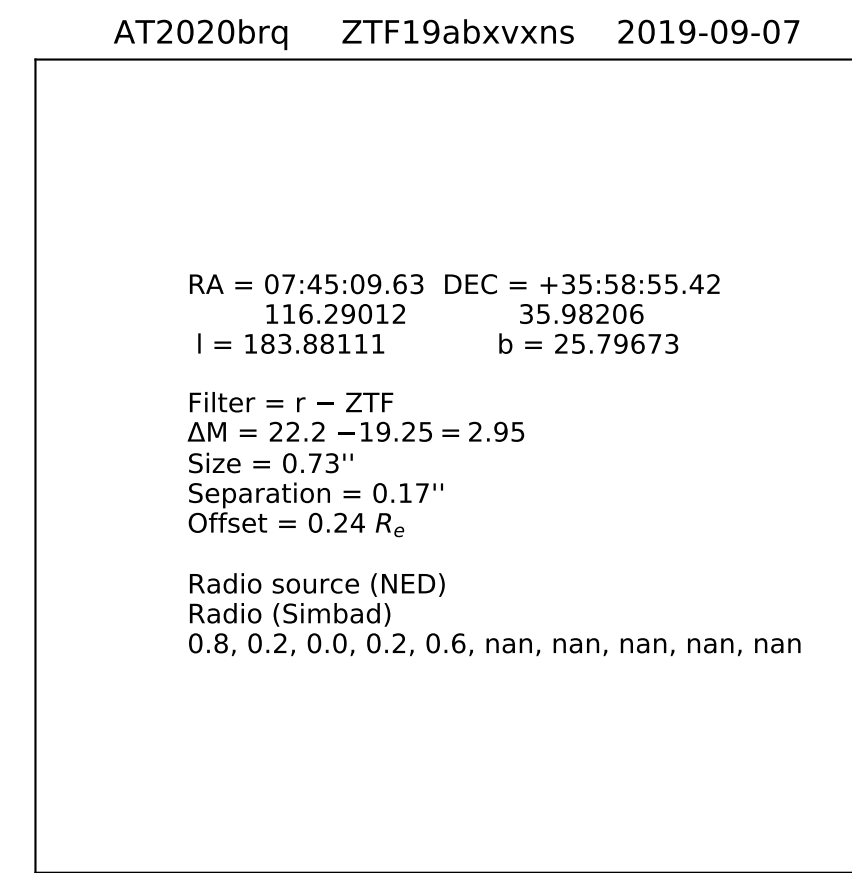 AT2020brq ZTF19abxvxns 2019-09-07
RA = 07:45:09.63 DEC = +35:58:55.42
116.29012 35.98206
l = 183.88111 b = 25.79673
Filter = r − ZTF
ΔM = 22.2 −19.25 = 2.95
Size = 0.73''
Separation = 0.17''
Offset = 0.24 Re
Radio source (NED)
Radio (Simbad)
0.8, 0.2, 0.0, 0.2, 0.6, nan, nan, nan, nan, nan